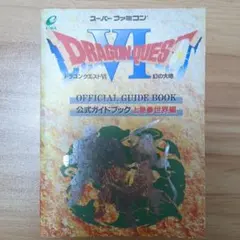 スーパーファミコン
DRAGON QUEST
VI
ドラゴンクエストVI 幻の大地
OFFICIAL GUIDE BOOK
公式ガイドブック上巻●世界編